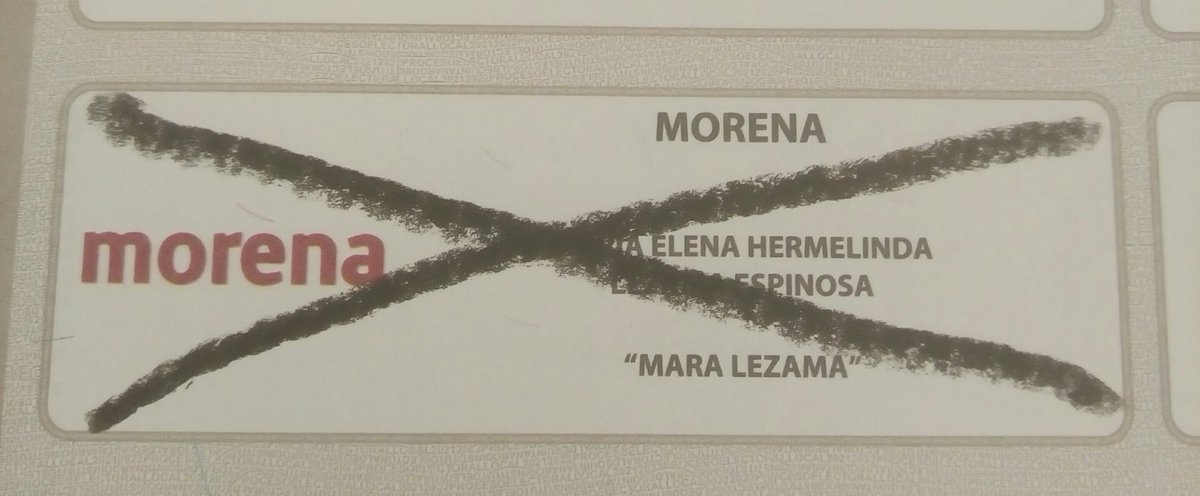 MORENA
morena
ELENA HERMELINDA
ESPINOSA
“MARA LEZAMA”